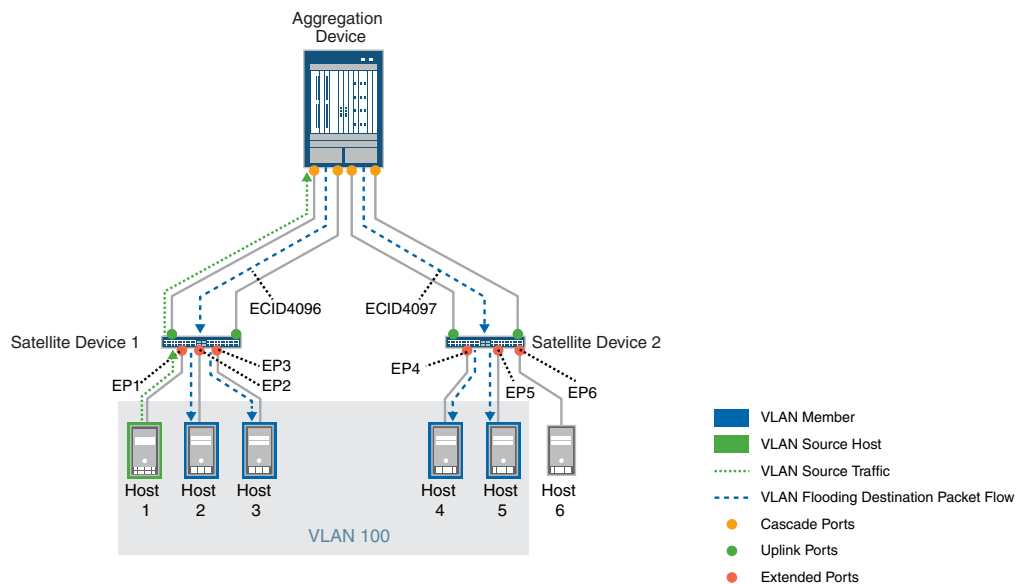 Aggregation
Device
ECID4096
ECID4097
Satellite Device 1
Satellite Device 2
EP1
EP3
EP2
EP4
EP5
EP6
Host
1
Host
2
Host
3
Host
4
Host
5
Host
6
VLAN 100
VLAN Member
VLAN Source Host
VLAN Source Traffic
VLAN Flooding Destination Packet Flow
Cascade Ports
Uplink Ports
Extended Ports